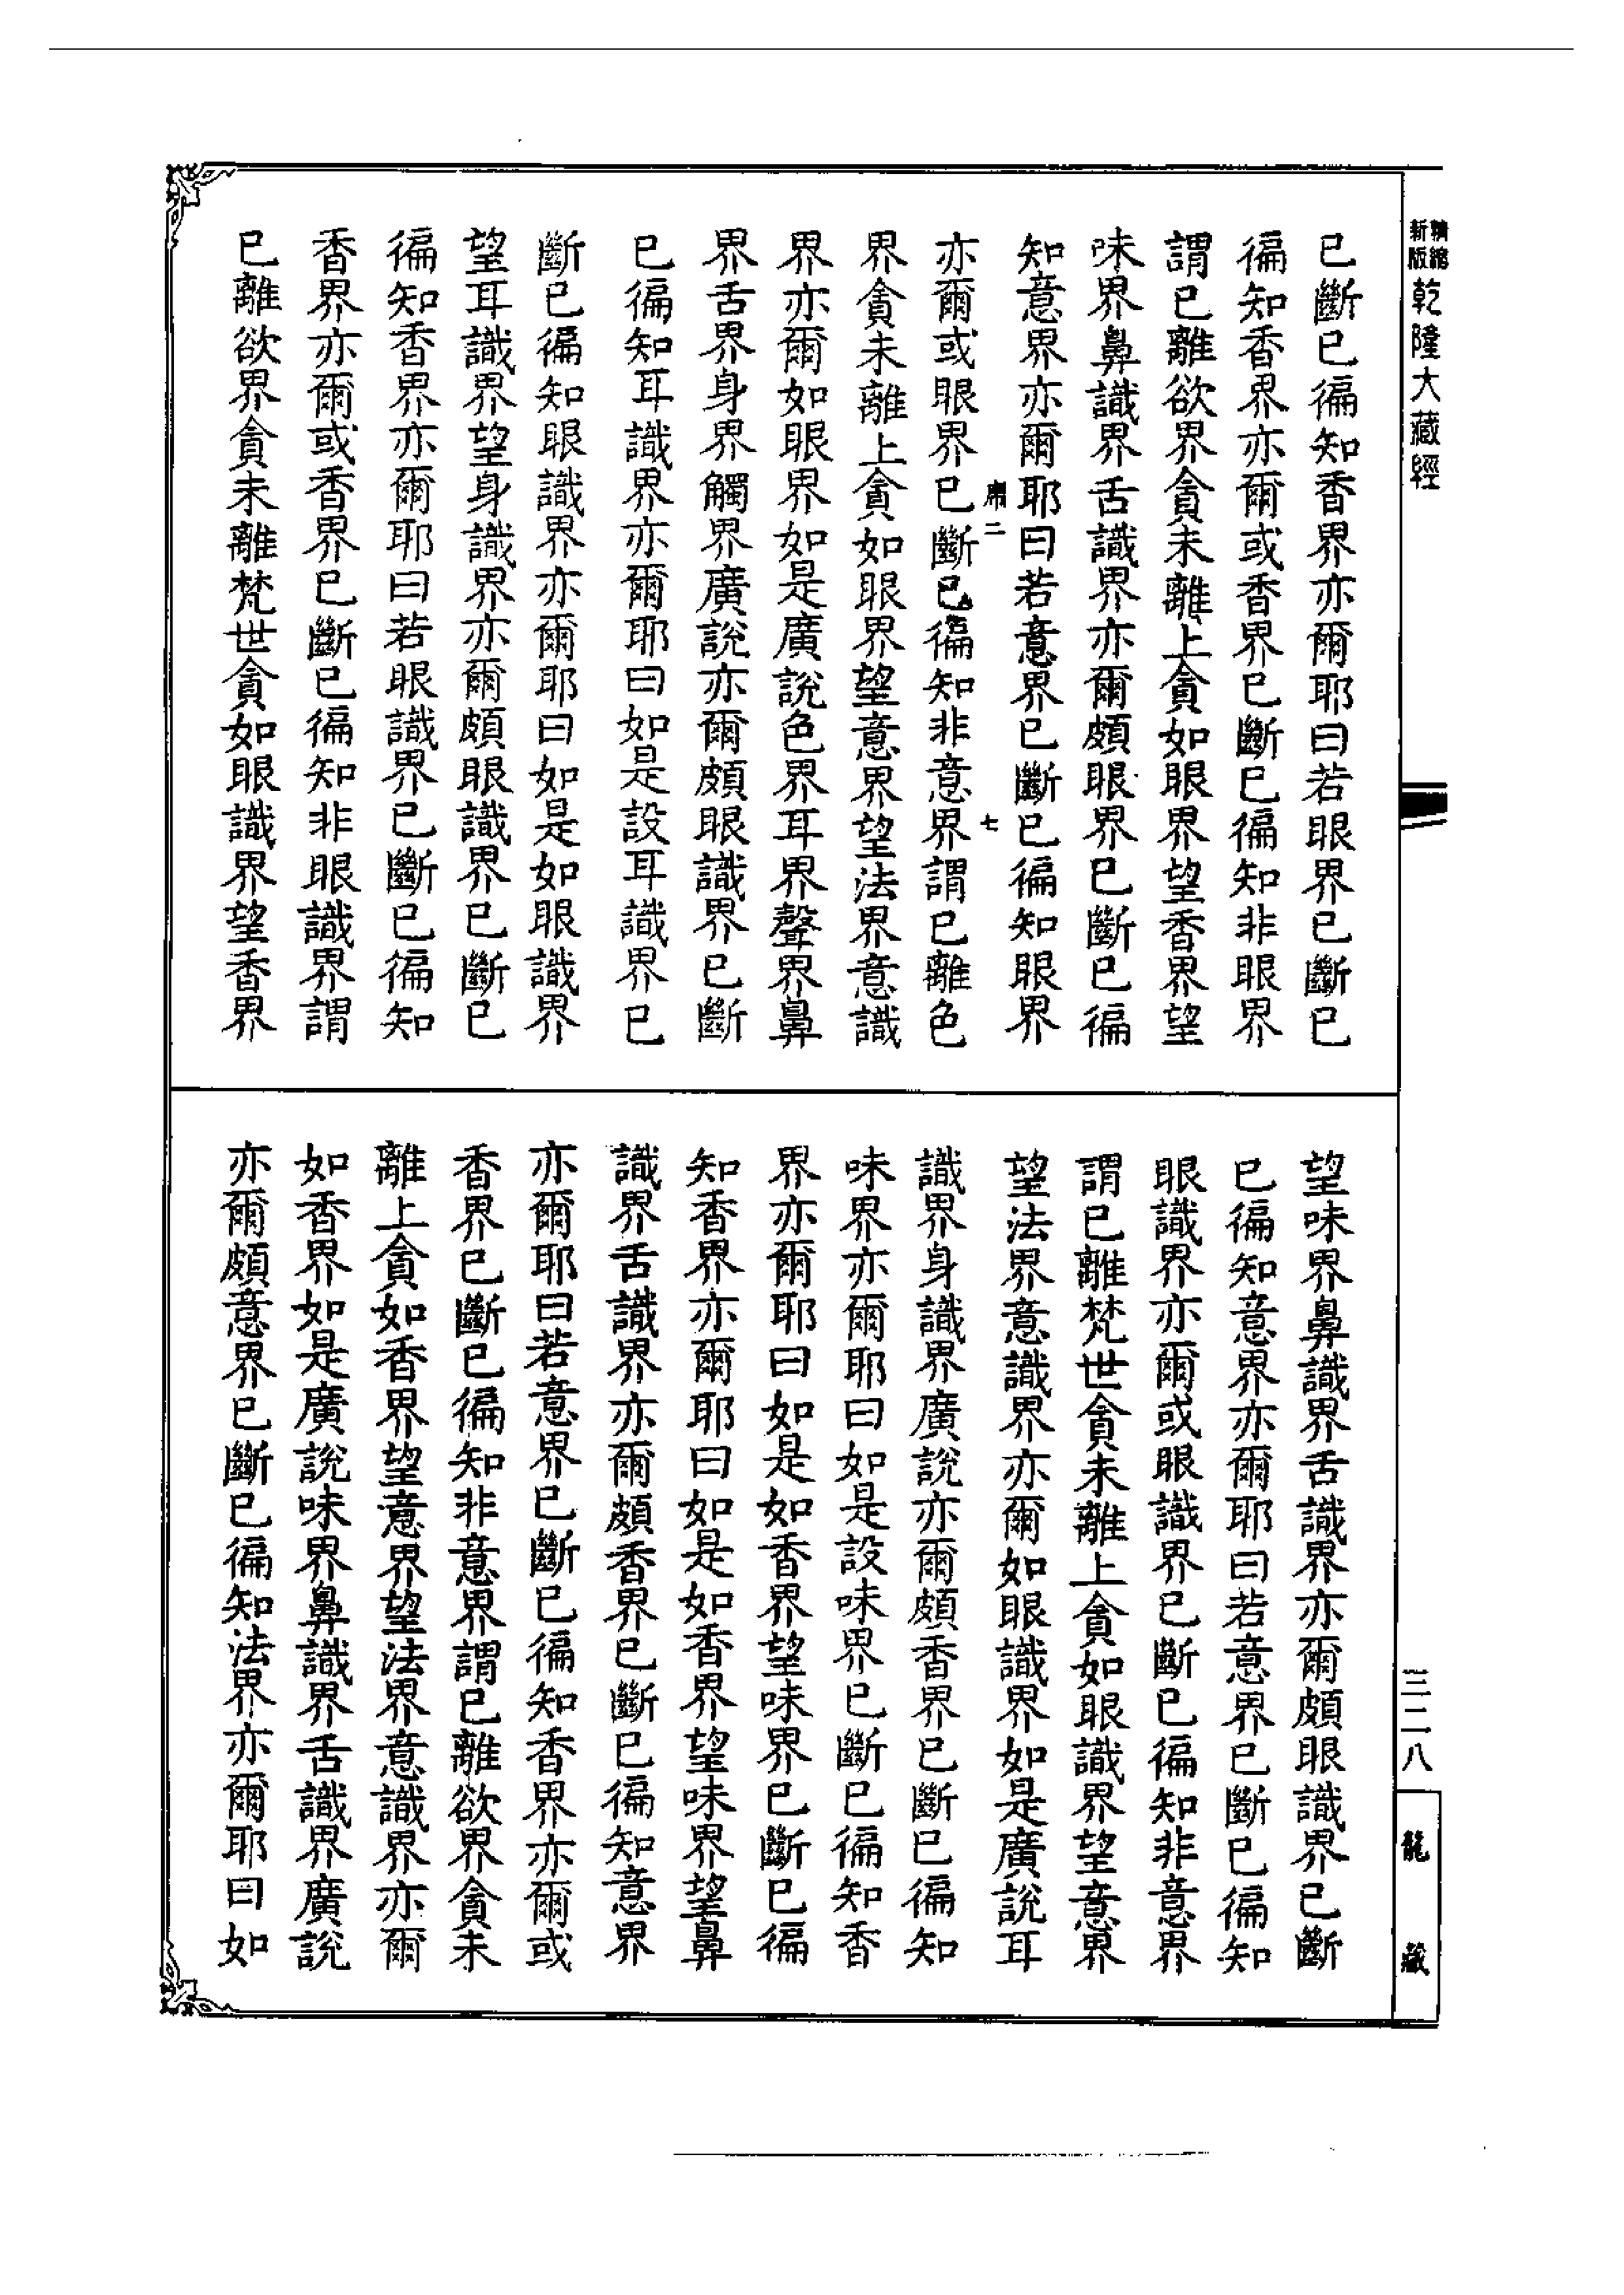 精縮
新版
乾隆大藏經
已斷已徧知香界亦爾耶曰若眼界已斷已
徧知香界亦爾或香界已斷已徧知非眼界
謂已離欲界貪未離上貪如眼界望香界望
味界鼻識界舌識界亦爾頗眼界已斷已徧
知意界亦爾耶曰若意界已斷已徧知眼界
二
七
亦爾或眼界已斷已徧知非意界謂已離色
界貪未離上貪如眼界望意界望法界意識
界亦爾如眼界如是廣說色界耳界聲界鼻
界舌界身界觸界廣說亦爾頗眼識界已斷
已徧知耳識界亦爾耶曰如是設耳識界已
斷已徧知眼識界亦爾耶曰如是如眼識界
望耳識界望身識界亦爾頗眼識界已斷已
徧知香界亦爾耶曰若眼識界已斷已徧知
香界亦爾或香界已斷已徧知非眼識界謂
已離欲界貪未離梵世貪如眼識界望香界
望味界鼻識界舌識界亦爾頗眼識界已斷
已徧知意界亦爾耶曰若意界已斷已徧知
眼識界亦爾或眼識界已斷已徧知非意界
謂已離梵世貪未離上貪如眼識界望意界
望法界意識界亦爾如眼識界如是廣說耳
識界身識界廣說亦爾頗香界已斷已徧知
味界亦爾耶曰如是設味界已斷已徧知香
界亦爾耶曰如是如香界望味界已斷已徧
知香界亦爾耶曰如是如香界望味界望鼻
識界舌識界亦爾頗香界已斷已徧知意界
亦爾耶曰若意界已斷已徧知香界亦爾或
香界已斷已徧知非意界謂已離欲界貪未
離上貪如香界望意界望法界意識界亦爾
如香界如是廣說味界鼻識界舌識界廣說
亦爾頗意界已斷已徧知法界亦爾耶曰如
三二八
龍藏